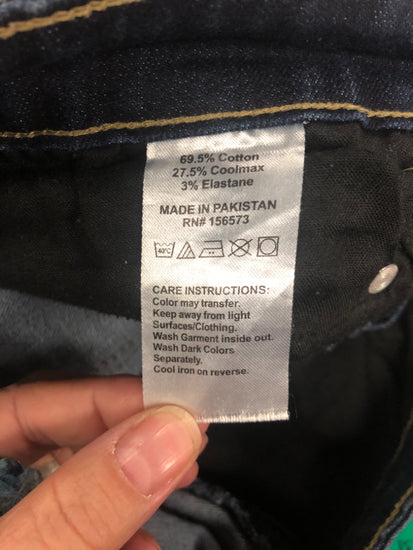 69.5% Cotton
27.5% Coolmax
3% Elastane
MADE IN PAKISTAN
RN# 156573
40°C
CARE INSTRUCTIONS:
Color may transfer.
Keep away from light
Surfaces/Clothing.
Wash Garment inside out.
Wash Dark Colors
Separately.
Cool iron on reverse.